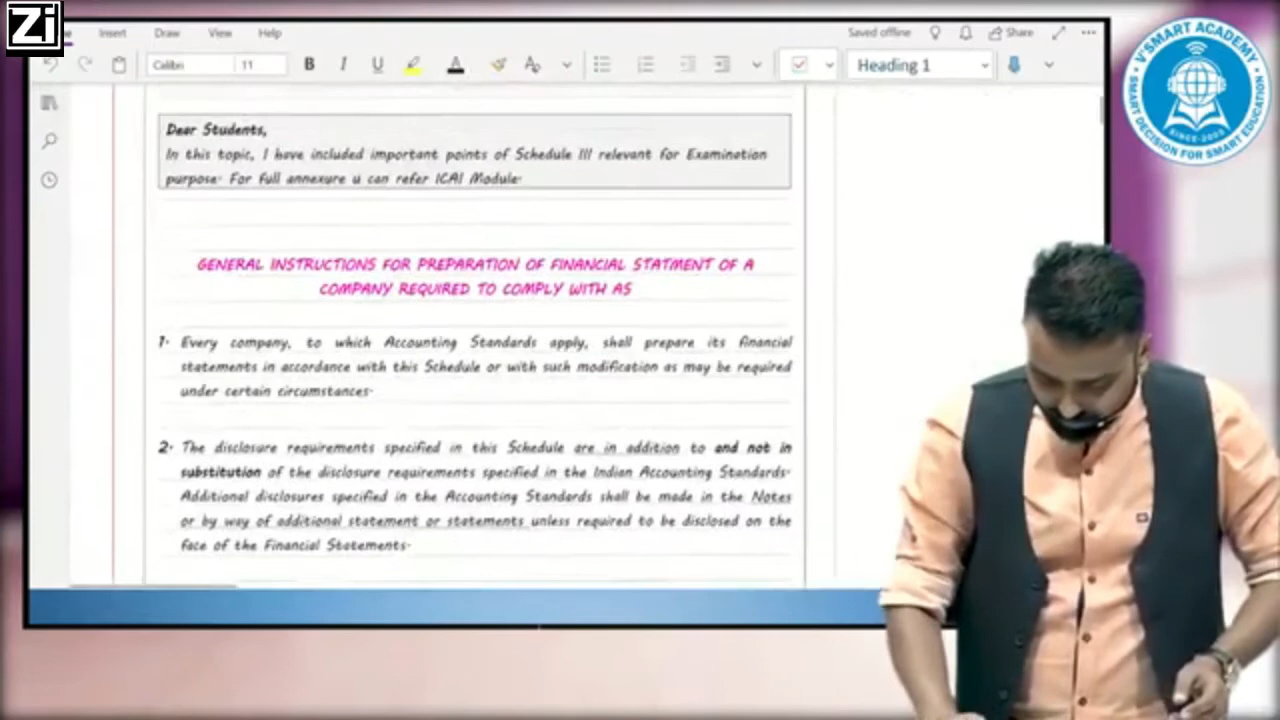 Zi
Insert Draw View Help
Saved offline Share
Calibri 11 B I U A Heading 1
V'SMART ACADEMY
SMART DECISION FOR SMART EDUCATION
SINCE-2003
Dear Students,
In this topic, I have included important points of Schedule III relevant for Examination
purpose. For full annexure u can refer ICAI Module.
GENERAL INSTRUCTIONS FOR PREPARATION OF FINANCIAL STATMENT OF A
COMPANY REQUIRED TO COMPLY WITH AS
1. Every company, to which Accounting Standards apply, shall prepare its financial
statements in accordance with this Schedule or with such modification as may be required
under certain circumstances.
2. The disclosure requirements specified in this Schedule are in addition to and not in
substitution of the disclosure requirements specified in the Indian Accounting Standards.
Additional disclosures specified in the Accounting Standards shall be made in the Notes
or by way of additional statement or statements unless required to be disclosed on the
face of the Financial Statements.